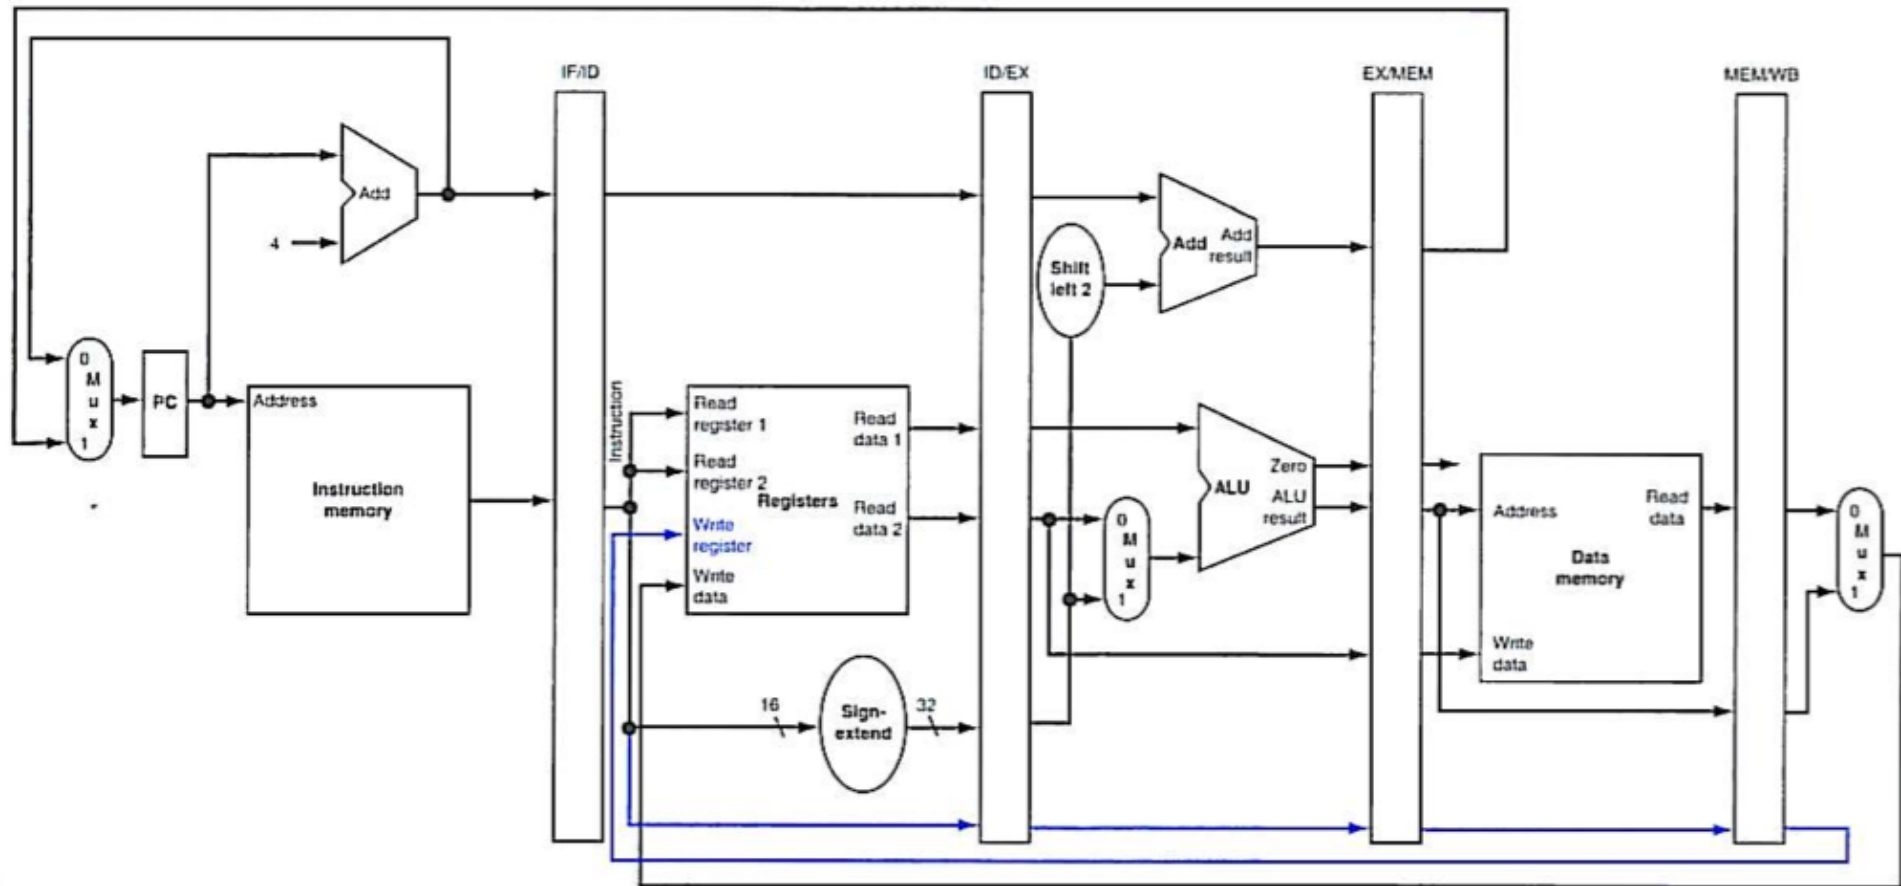 IF/ID
ID/EX
EX/MEM
MEM/WB
Add
4
Add
Add
result
Shift
left 2
0
M
u
x
1
PC
Address
Instruction
memory
Instruction
Read
register 1
Read
register 2
Write
register
Write
data
Registers
Read
data 1
Read
data 2
16
Sign-
extend
32
0
M
u
x
1
ALU
Zero
ALU
result
Address
Write
data
Data
memory
Read
data
0
M
u
x
1